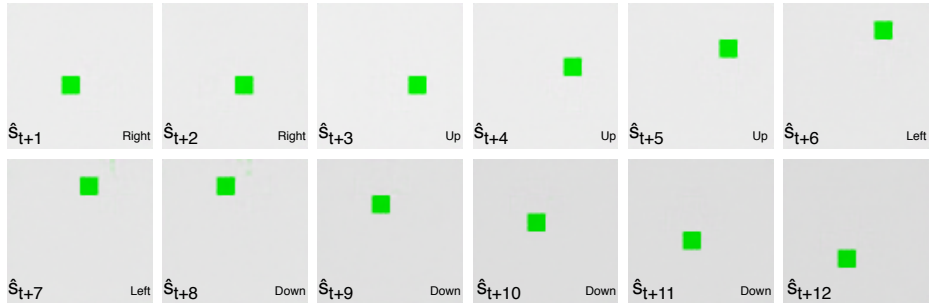 ŝt+1 Right
ŝt+2 Right
ŝt+3 Up
ŝt+4 Up
ŝt+5 Up
ŝt+6 Left
ŝt+7 Left
ŝt+8 Down
ŝt+9 Down
ŝt+10 Down
ŝt+11 Down
ŝt+12